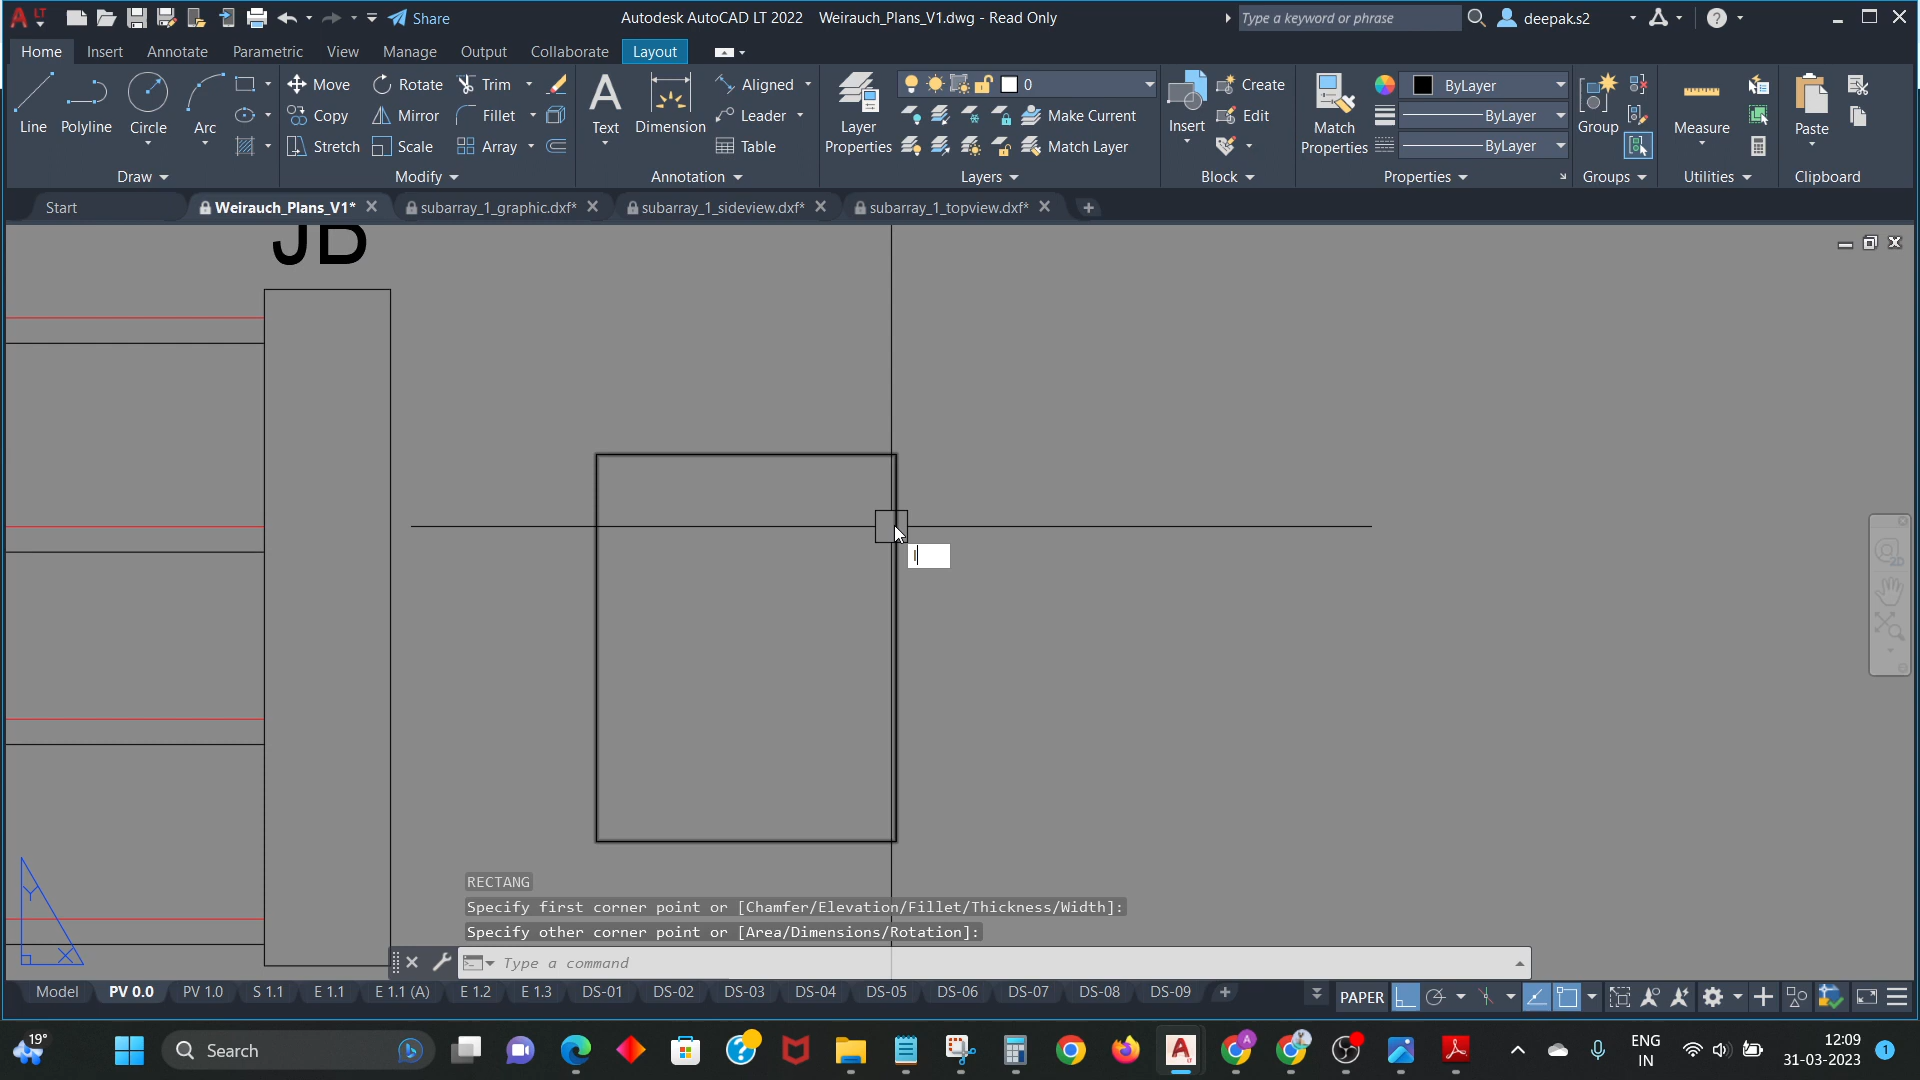 LT
Share
Autodesk AutoCAD LT 2022 Weirauch_Plans_V1.dwg - Read Only
Type a keyword or phrase
deepak.s2
Home Insert Annotate Parametric View Manage Output Collaborate Layout
Line Polyline Circle Arc
Move Rotate Trim
Copy Mirror Fillet
Stretch Scale Array
Text Dimension
Aligned
Leader
Table
Layer Properties
0
Make Current
Match Layer
Insert
Create
Edit
Match Properties
ByLayer
ByLayer
ByLayer
Group
Measure
Paste
Draw Modify Annotation Layers Block Properties Groups Utilities Clipboard
Start Weirauch_Plans_V1* subarray_1_graphic.dxf* subarray_1_sideview.dxf* subarray_1_topview.dxf*
JB
l
2D
Y
X
RECTANG
Specify first corner point or [Chamfer/Elevation/Fillet/Thickness/Width]:
Specify other corner point or [Area/Dimensions/Rotation]:
Type a command
Model PV 0.0 PV 1.0 S 1.1 E 1.1 E 1.1 (A) E 1.2 E 1.3 DS-01 DS-02 DS-03 DS-04 DS-05 DS-06 DS-07 DS-08 DS-09 PAPER
19°
Search
A
A
ENG
IN
12:09
31-03-2023
1